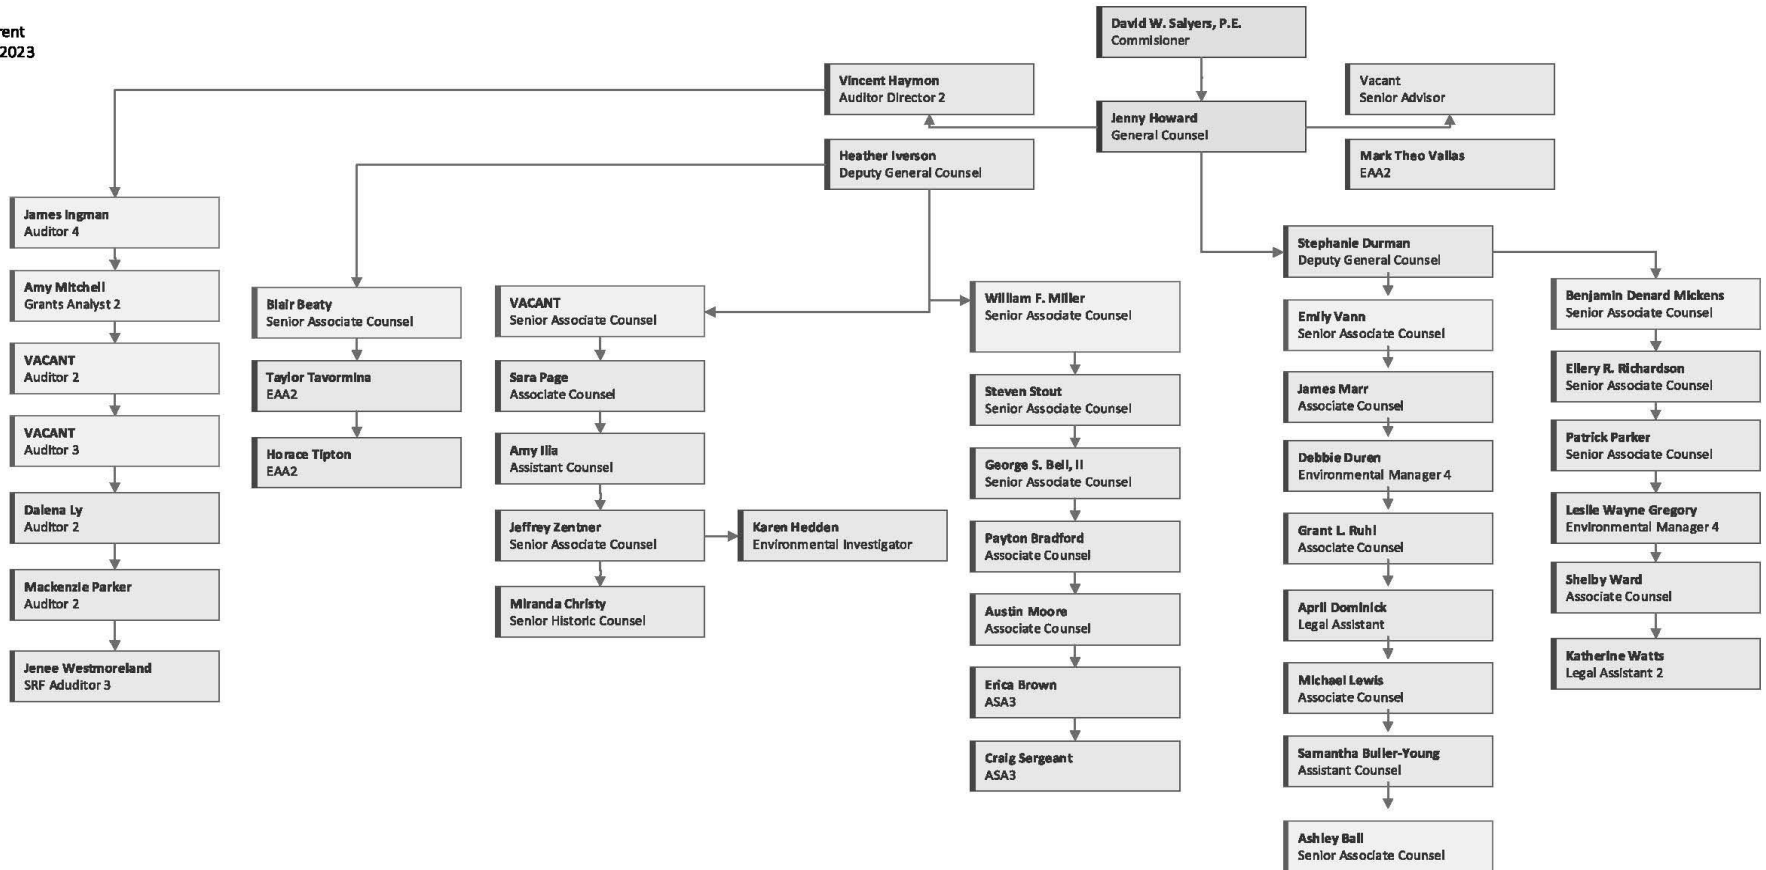 rent
2023
David W. Salyers, P.E.
Commisioner
Vincent Haymon
Auditor Director 2
Vacant
Senior Advisor
Jenny Howard
General Counsel
Heather Iverson
Deputy General Counsel
Mark Theo Vallas
EAA2
James Ingman
Auditor 4
Amy Mitchell
Grants Analyst 2
VACANT
Auditor 2
VACANT
Auditor 3
Dalena Ly
Auditor 2
Mackenzie Parker
Auditor 2
Jenee Westmoreland
SRF Aduditor 3
Blair Beaty
Senior Associate Counsel
Taylor Tavormina
EAA2
Horace Tipton
EAA2
VACANT
Senior Associate Counsel
Sara Page
Associate Counsel
Amy Ilia
Assistant Counsel
Jeffrey Zentner
Senior Associate Counsel
Karen Hedden
Environmental Investigator
Miranda Christy
Senior Historic Counsel
William F. Miller
Senior Associate Counsel
Steven Stout
Senior Associate Counsel
George S. Bell, II
Senior Associate Counsel
Payton Bradford
Associate Counsel
Austin Moore
Associate Counsel
Erica Brown
ASA3
Craig Sergeant
ASA3
Stephanie Durman
Deputy General Counsel
Emily Vann
Senior Associate Counsel
James Marr
Associate Counsel
Debbie Duren
Environmental Manager 4
Grant L. Ruhl
Associate Counsel
April Dominick
Legal Assistant
Michael Lewis
Associate Counsel
Samantha Buller-Young
Assistant Counsel
Ashley Ball
Senior Associate Counsel
Benjamin Denard Mickens
Senior Associate Counsel
Ellery R. Richardson
Senior Associate Counsel
Patrick Parker
Senior Associate Counsel
Leslie Wayne Gregory
Environmental Manager 4
Shelby Ward
Associate Counsel
Katherine Watts
Legal Assistant 2